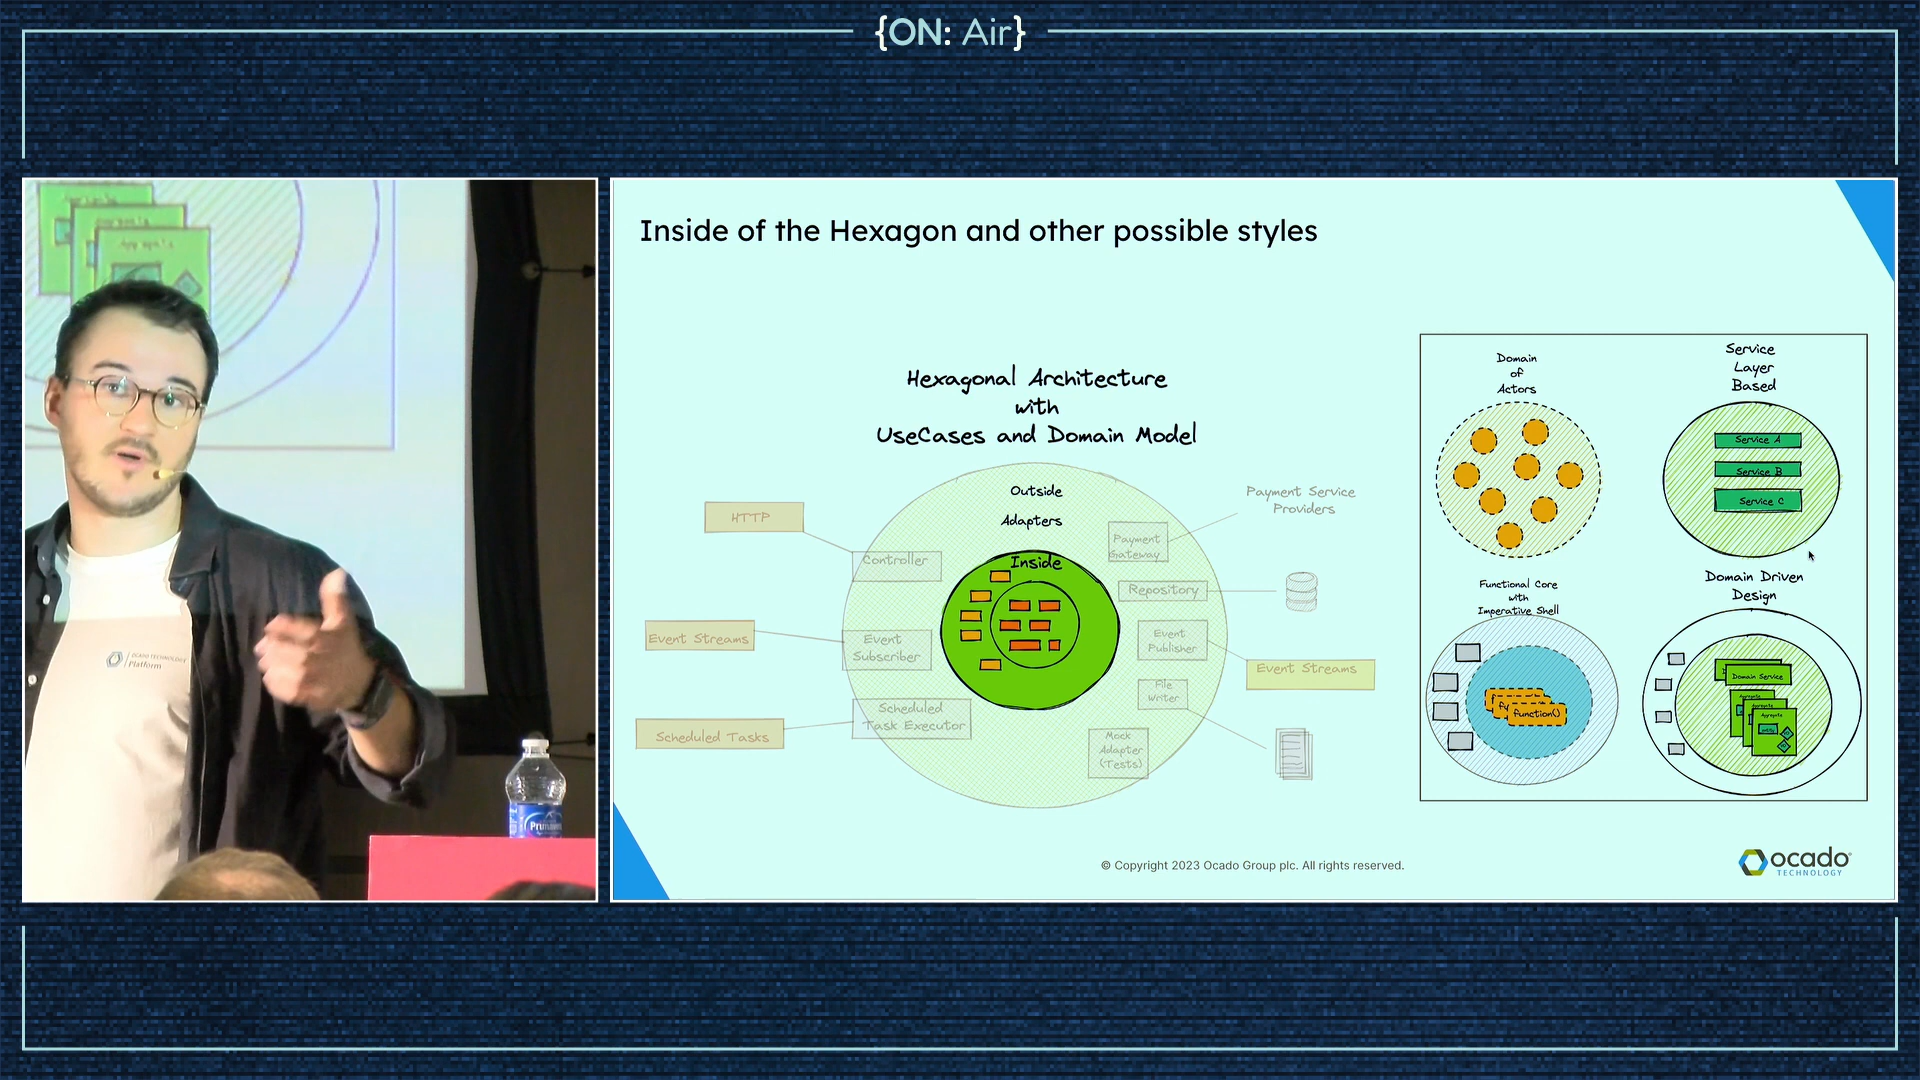 {ON: Air}
OCADO TECHNOLOGY
Platform
Inside of the Hexagon and other possible styles
Hexagonal Architecture
with
UseCases and Domain Model
Outside
Adapters
Inside
HTTP
Controller
Event Streams
Event
Subscriber
Scheduled Tasks
Scheduled
Task Executor
Payment
Gateway
Payment Service
Providers
Repository
Event
Publisher
Event Streams
File
Writer
Mock
Adapter
(Tests)
Domain
of
Actors
Service
Layer
Based
Service A
Service B
Service C
Functional Core
with
Imperative Shell
function()
Domain Driven
Design
Domain Service
Aggregate
© Copyright 2023 Ocado Group plc. All rights reserved.
ocado
TECHNOLOGY